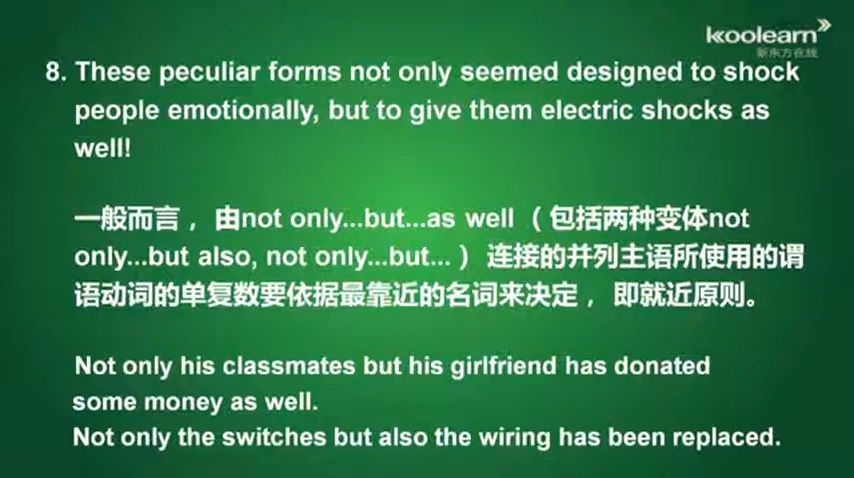 koolearn
新东方在线
8. These peculiar forms not only seemed designed to shock
people emotionally, but to give them electric shocks as
well!
一般而言， 由not only...but...as well （包括两种变体not
only...but also, not only...but... ） 连接的并列主语所使用的谓
语动词的单复数要依据最靠近的名词来决定， 即就近原则。
Not only his classmates but his girlfriend has donated
some money as well.
Not only the switches but also the wiring has been replaced.